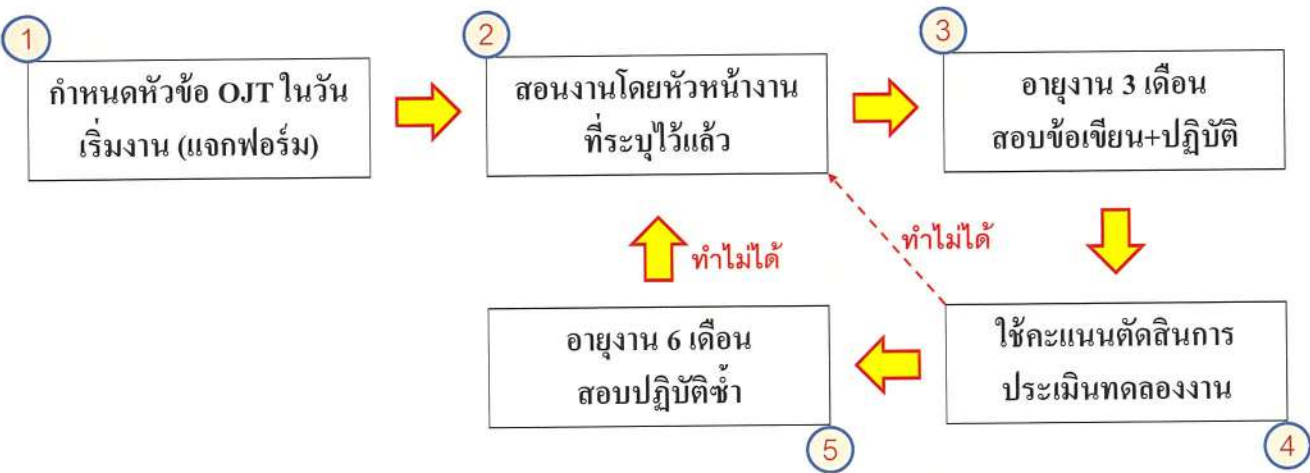 1
กำหนดหัวข้อ OJT ในวัน
เริ่มงาน (แจกฟอร์ม)
2
สอนงานโดยหัวหน้างาน
ที่ระบุไว้แล้ว
3
อายุงาน 3 เดือน
สอบข้อเขียน+ปฏิบัติ
ทำไม่ได้
ใช้คะแนนตัดสินการ
ประเมินทดลองงาน
4
ทำไม่ได้
อายุงาน 6 เดือน
สอบปฏิบัติซ้ำ
5